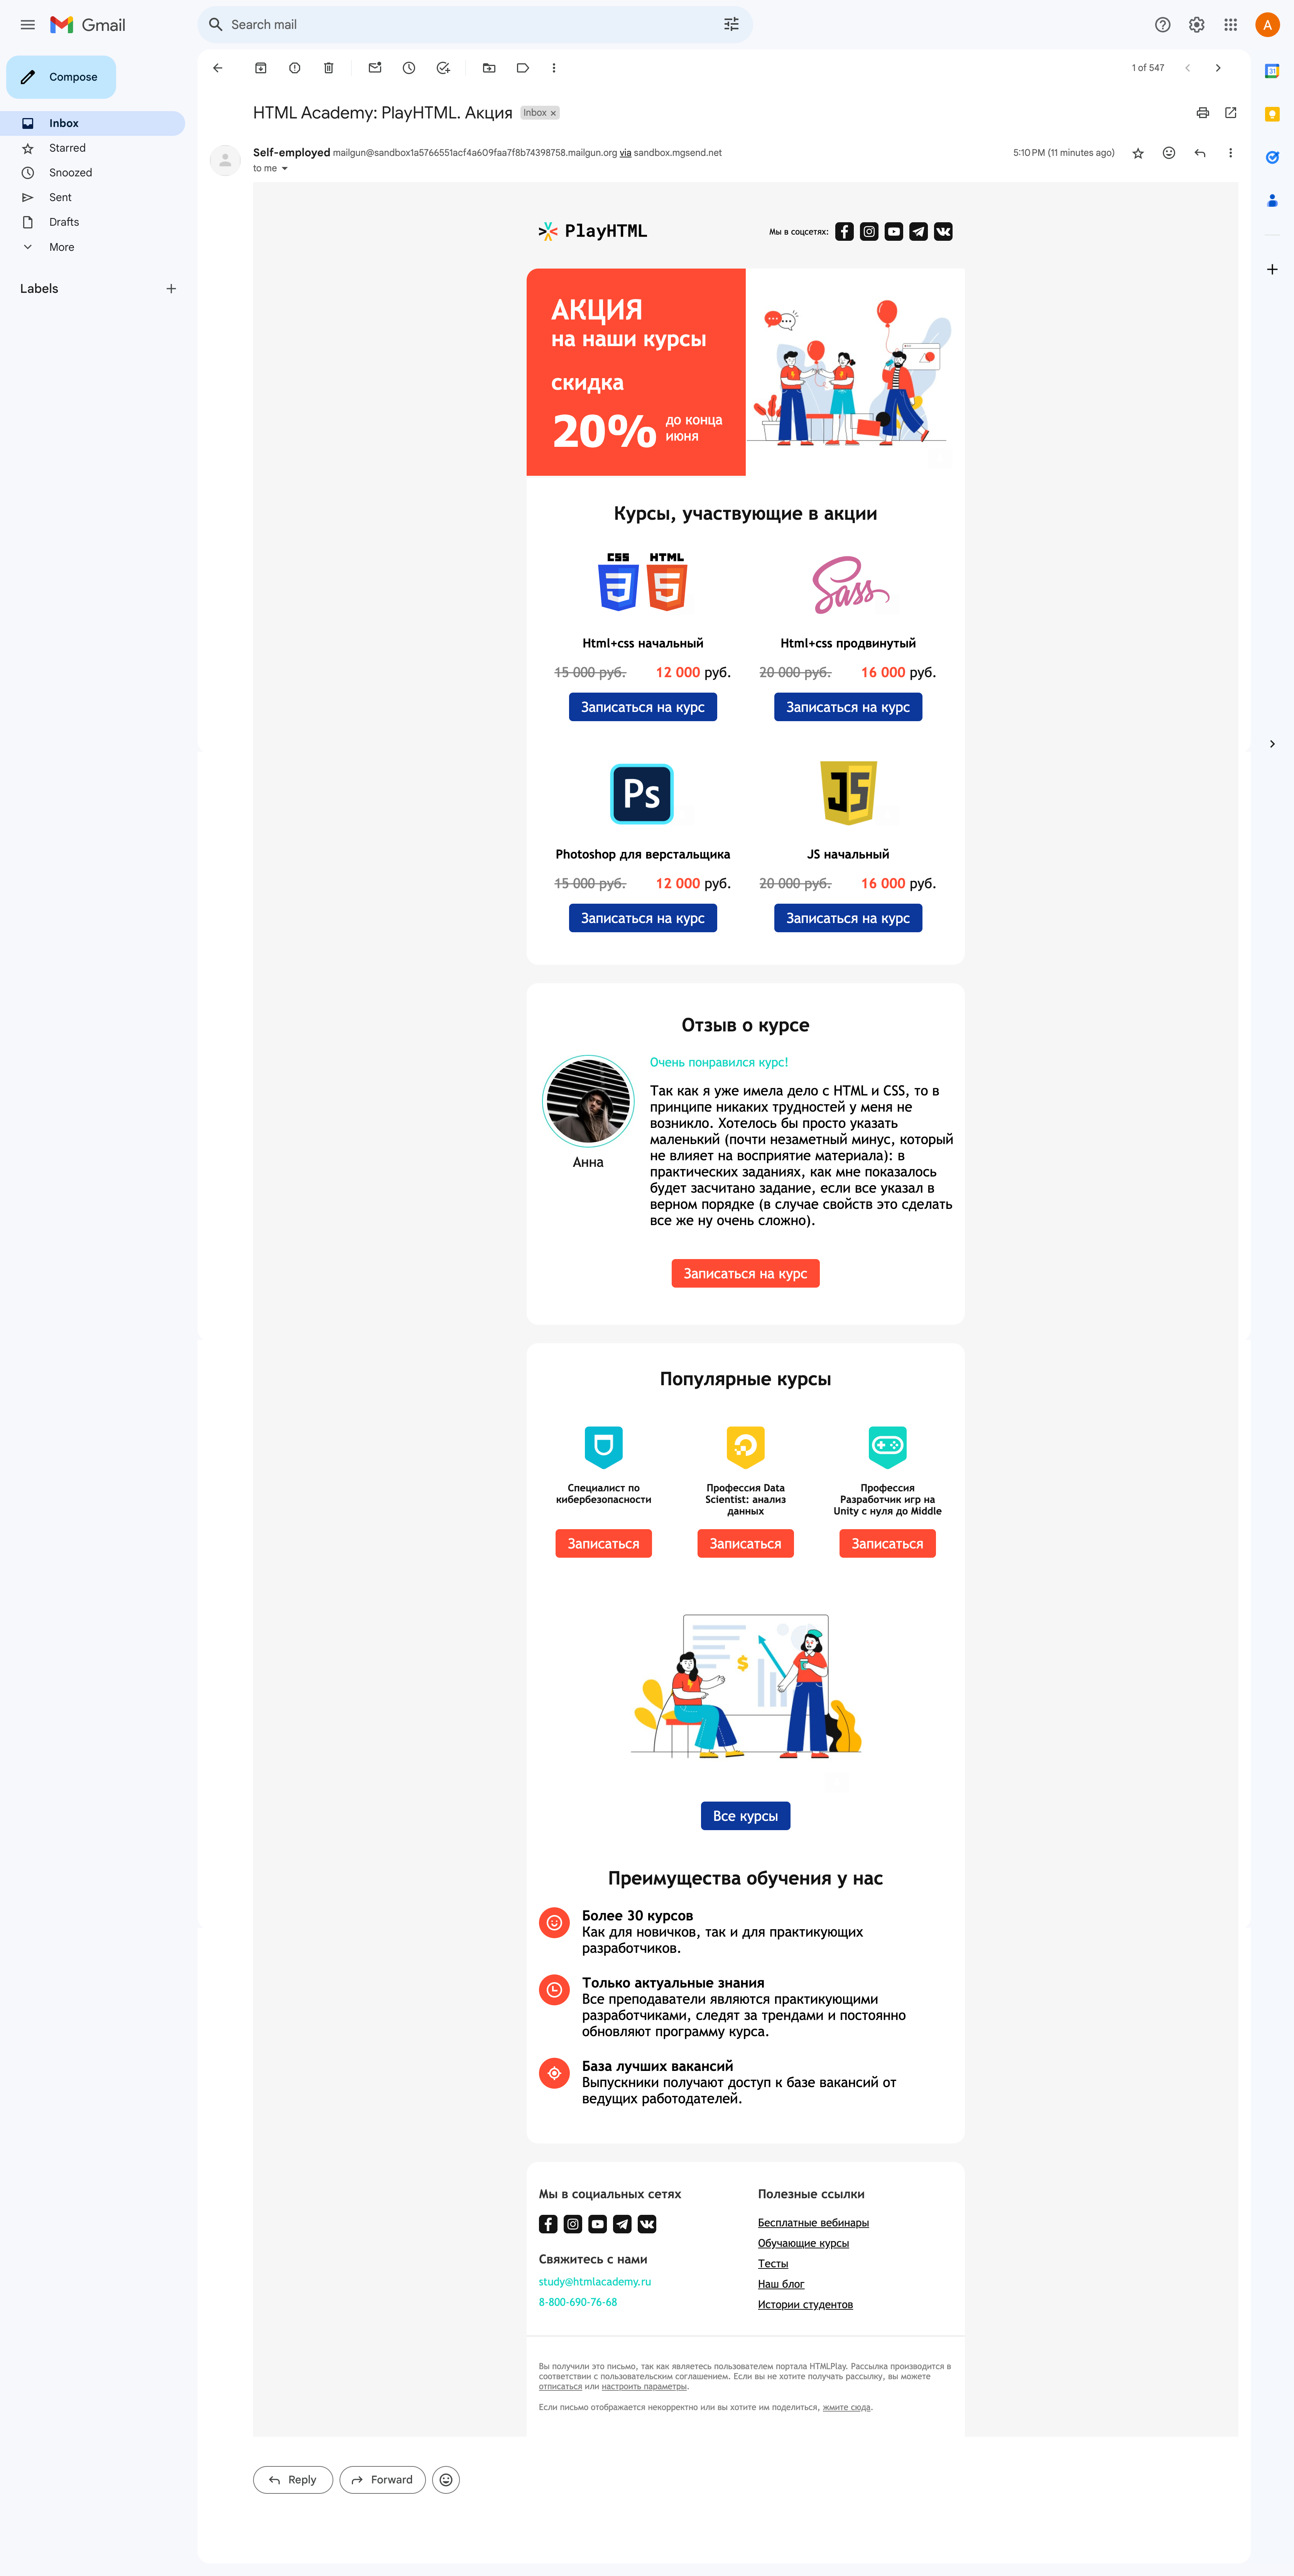 Gmail
Search mail
A
Compose
1 of 547
31
Inbox
Starred
Snoozed
Sent
Drafts
More
Labels
HTML Academy: PlayHTML. Акция Inbox ×
Self-employed mailgun@sandbox1a5766551acf4a609faa7f8b74398758.mailgun.org via sandbox.mgsend.net
5:10 PM (11 minutes ago)
to me
PlayHTML
Мы в соцсетях:
АКЦИЯ
на наши курсы
скидка
20%
до конца
июня
Курсы, участвующие в акции
CSS HTML
3 5
Sass
Html+css начальный
Html+css продвинутый
15 000 руб. 12 000 руб.
20 000 руб. 16 000 руб.
Записаться на курс
Записаться на курс
Ps
JS
Photoshop для верстальщика
JS начальный
15 000 руб. 12 000 руб.
20 000 руб. 16 000 руб.
Записаться на курс
Записаться на курс
Отзыв о курсе
Анна
Очень понравился курс!
Так как я уже имела дело с HTML и CSS, то в
принципе никаких трудностей у меня не
возникло. Хотелось бы просто указать
маленький (почти незаметный минус, который
не влияет на восприятие материала): в
практических заданиях, как мне показалось
будет засчитано задание, если все указал в
верном порядке (в случае свойств это сделать
все же ну очень сложно).
Записаться на курс
Популярные курсы
Специалист по
кибербезопасности
Профессия Data
Scientist: анализ
данных
Профессия
Разработчик игр на
Unity с нуля до Middle
Записаться
Записаться
Записаться
$
Все курсы
Преимущества обучения у нас
Более 30 курсов
Как для новичков, так и для практикующих
разработчиков.
Только актуальные знания
Все преподаватели являются практикующими
разработчиками, следят за трендами и постоянно
обновляют программу курса.
База лучших вакансий
Выпускники получают доступ к базе вакансий от
ведущих работодателей.
Мы в социальных сетях
Свяжитесь с нами
study@htmlacademy.ru
8-800-690-76-68
Полезные ссылки
Бесплатные вебинары
Обучающие курсы
Тесты
Наш блог
Истории студентов
Вы получили это письмо, так как являетесь пользователем портала HTMLPlay. Рассылка производится в
соответствии с пользовательским соглашением. Если вы не хотите получать рассылку, вы можете
отписаться или настроить параметры.
Если письмо отображается некорректно или вы хотите им поделиться, жмите сюда.
Reply
Forward